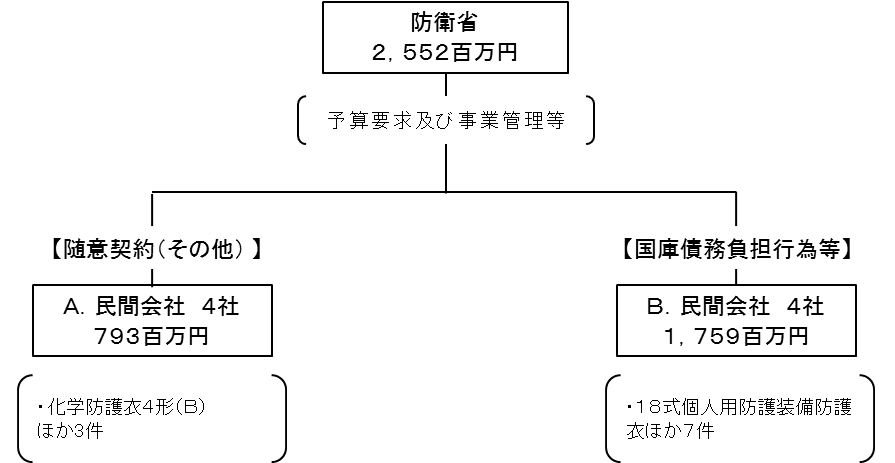 防衛省
２，５５２百万円
予算要求及び事業管理等
【随意契約（その他）】
【国庫債務負担行為等】
Ａ．民間会社　４社
７９３百万円
Ｂ．民間会社　４社
１，７５９百万円
・化学防護衣４形（Ｂ）
ほか３件
・１８式個人用防護装備防護
衣ほか７件